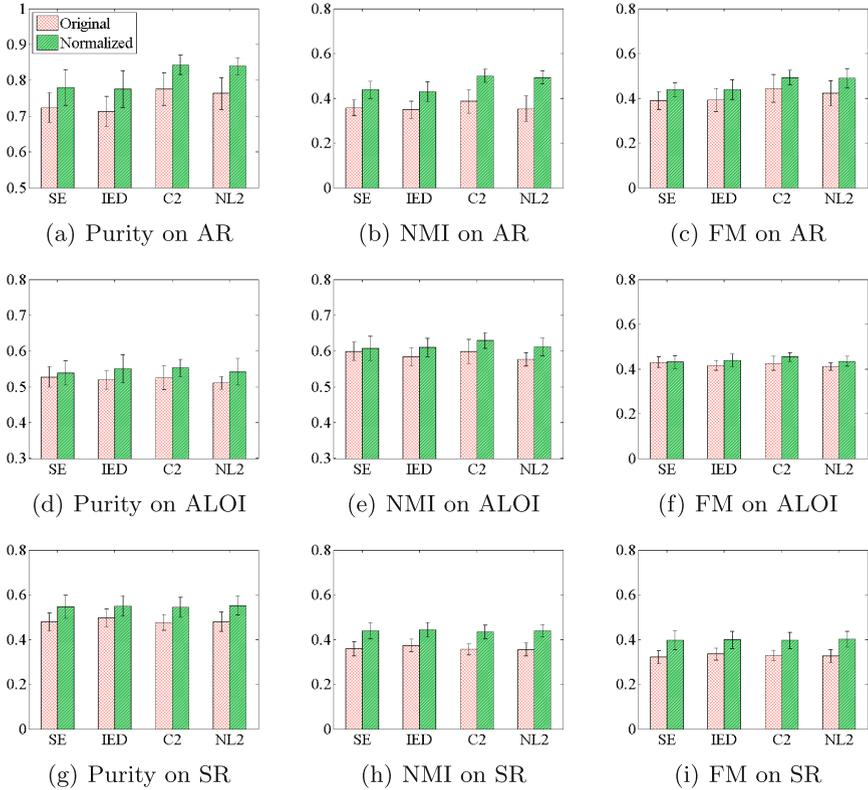 1
0.9
0.8
0.7
0.6
0.5
Original
Normalized
SE IED C2 NL2
(a) Purity on AR
0.8
0.6
0.4
0.2
0
SE IED C2 NL2
(b) NMI on AR
0.8
0.6
0.4
0.2
0
SE IED C2 NL2
(c) FM on AR
0.8
0.7
0.6
0.5
0.4
0.3
SE IED C2 NL2
(d) Purity on ALOI
0.8
0.7
0.6
0.5
0.4
0.3
SE IED C2 NL2
(e) NMI on ALOI
0.8
0.6
0.4
0.2
0
SE IED C2 NL2
(f) FM on ALOI
0.8
0.6
0.4
0.2
0
SE IED C2 NL2
(g) Purity on SR
0.8
0.6
0.4
0.2
0
SE IED C2 NL2
(h) NMI on SR
0.8
0.6
0.4
0.2
0
SE IED C2 NL2
(i) FM on SR